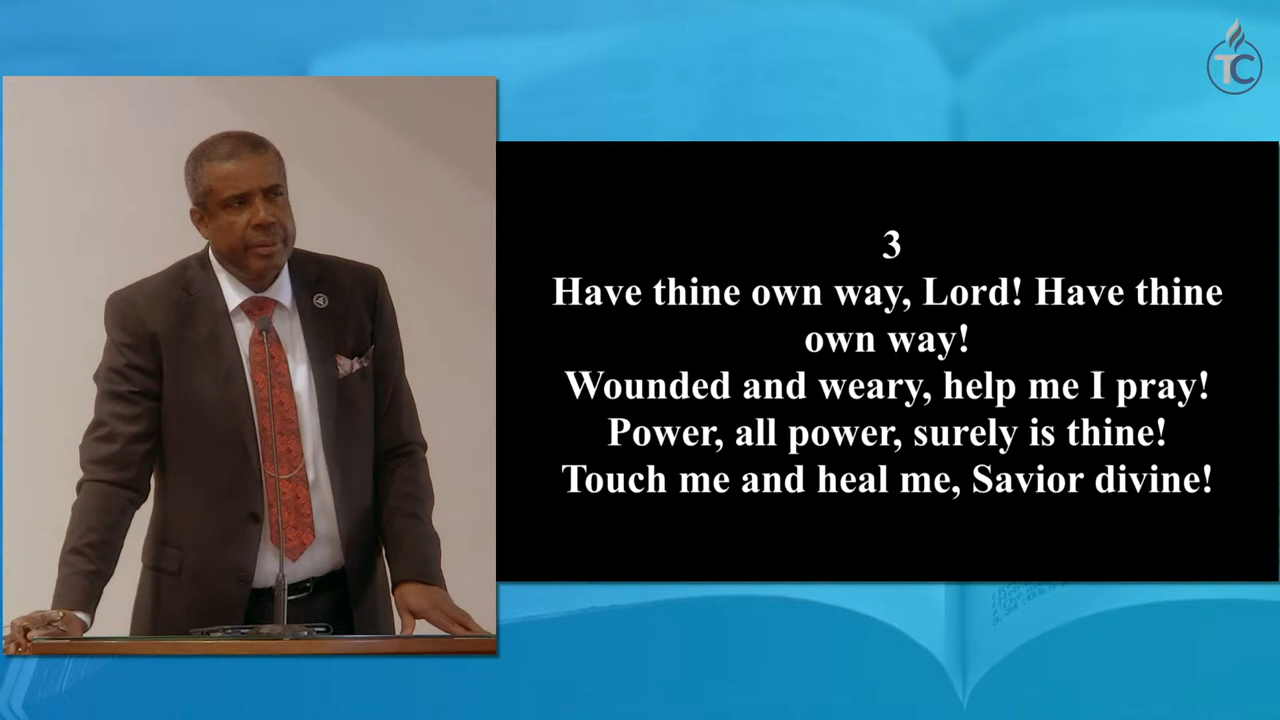 TC
3
Have thine own way, Lord! Have thine
own way!
Wounded and weary, help me I pray!
Power, all power, surely is thine!
Touch me and heal me, Savior divine!